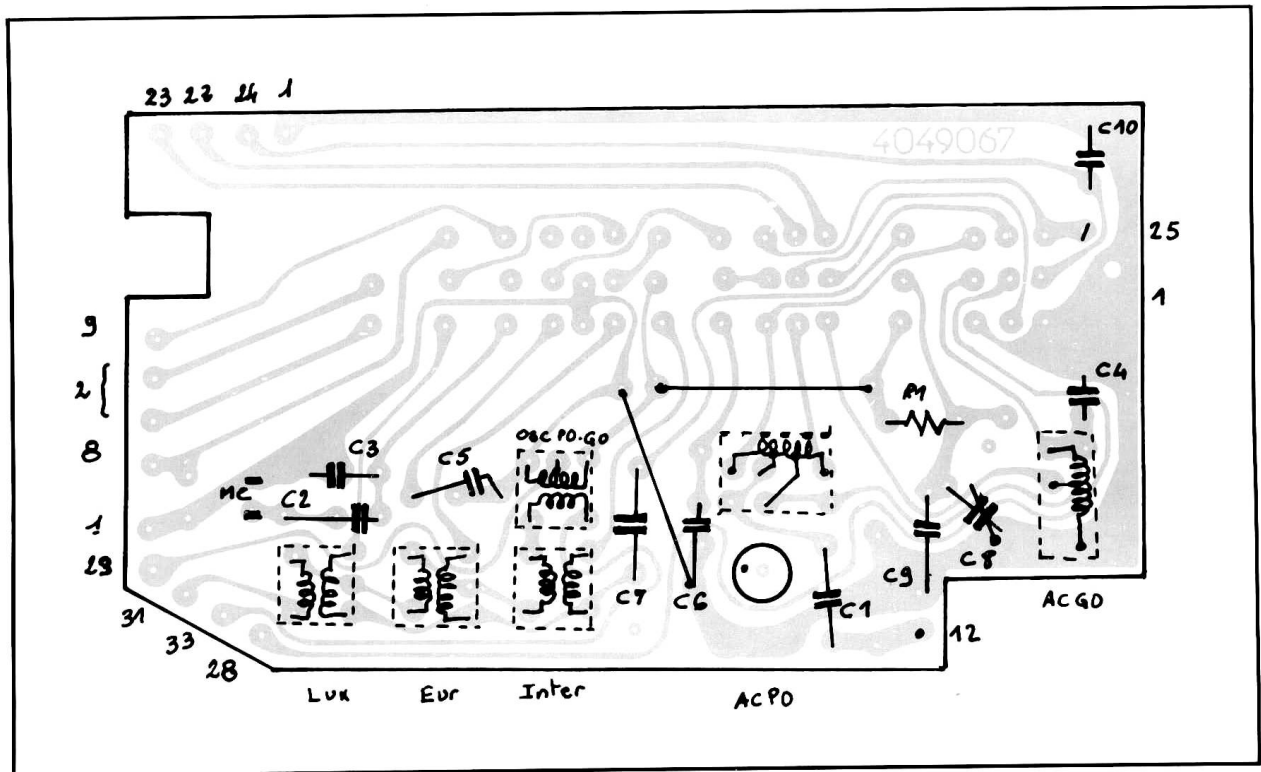 23 22 24 1
4049067
C10
25
1
9
2 {
8
C4
R1
C3
C5
OSC PO-GO
MC
C2
1
29
C7
C6
C1
C9
C8
ACGO
31
33
28
12
Lux
Eur
Inter
ACPO